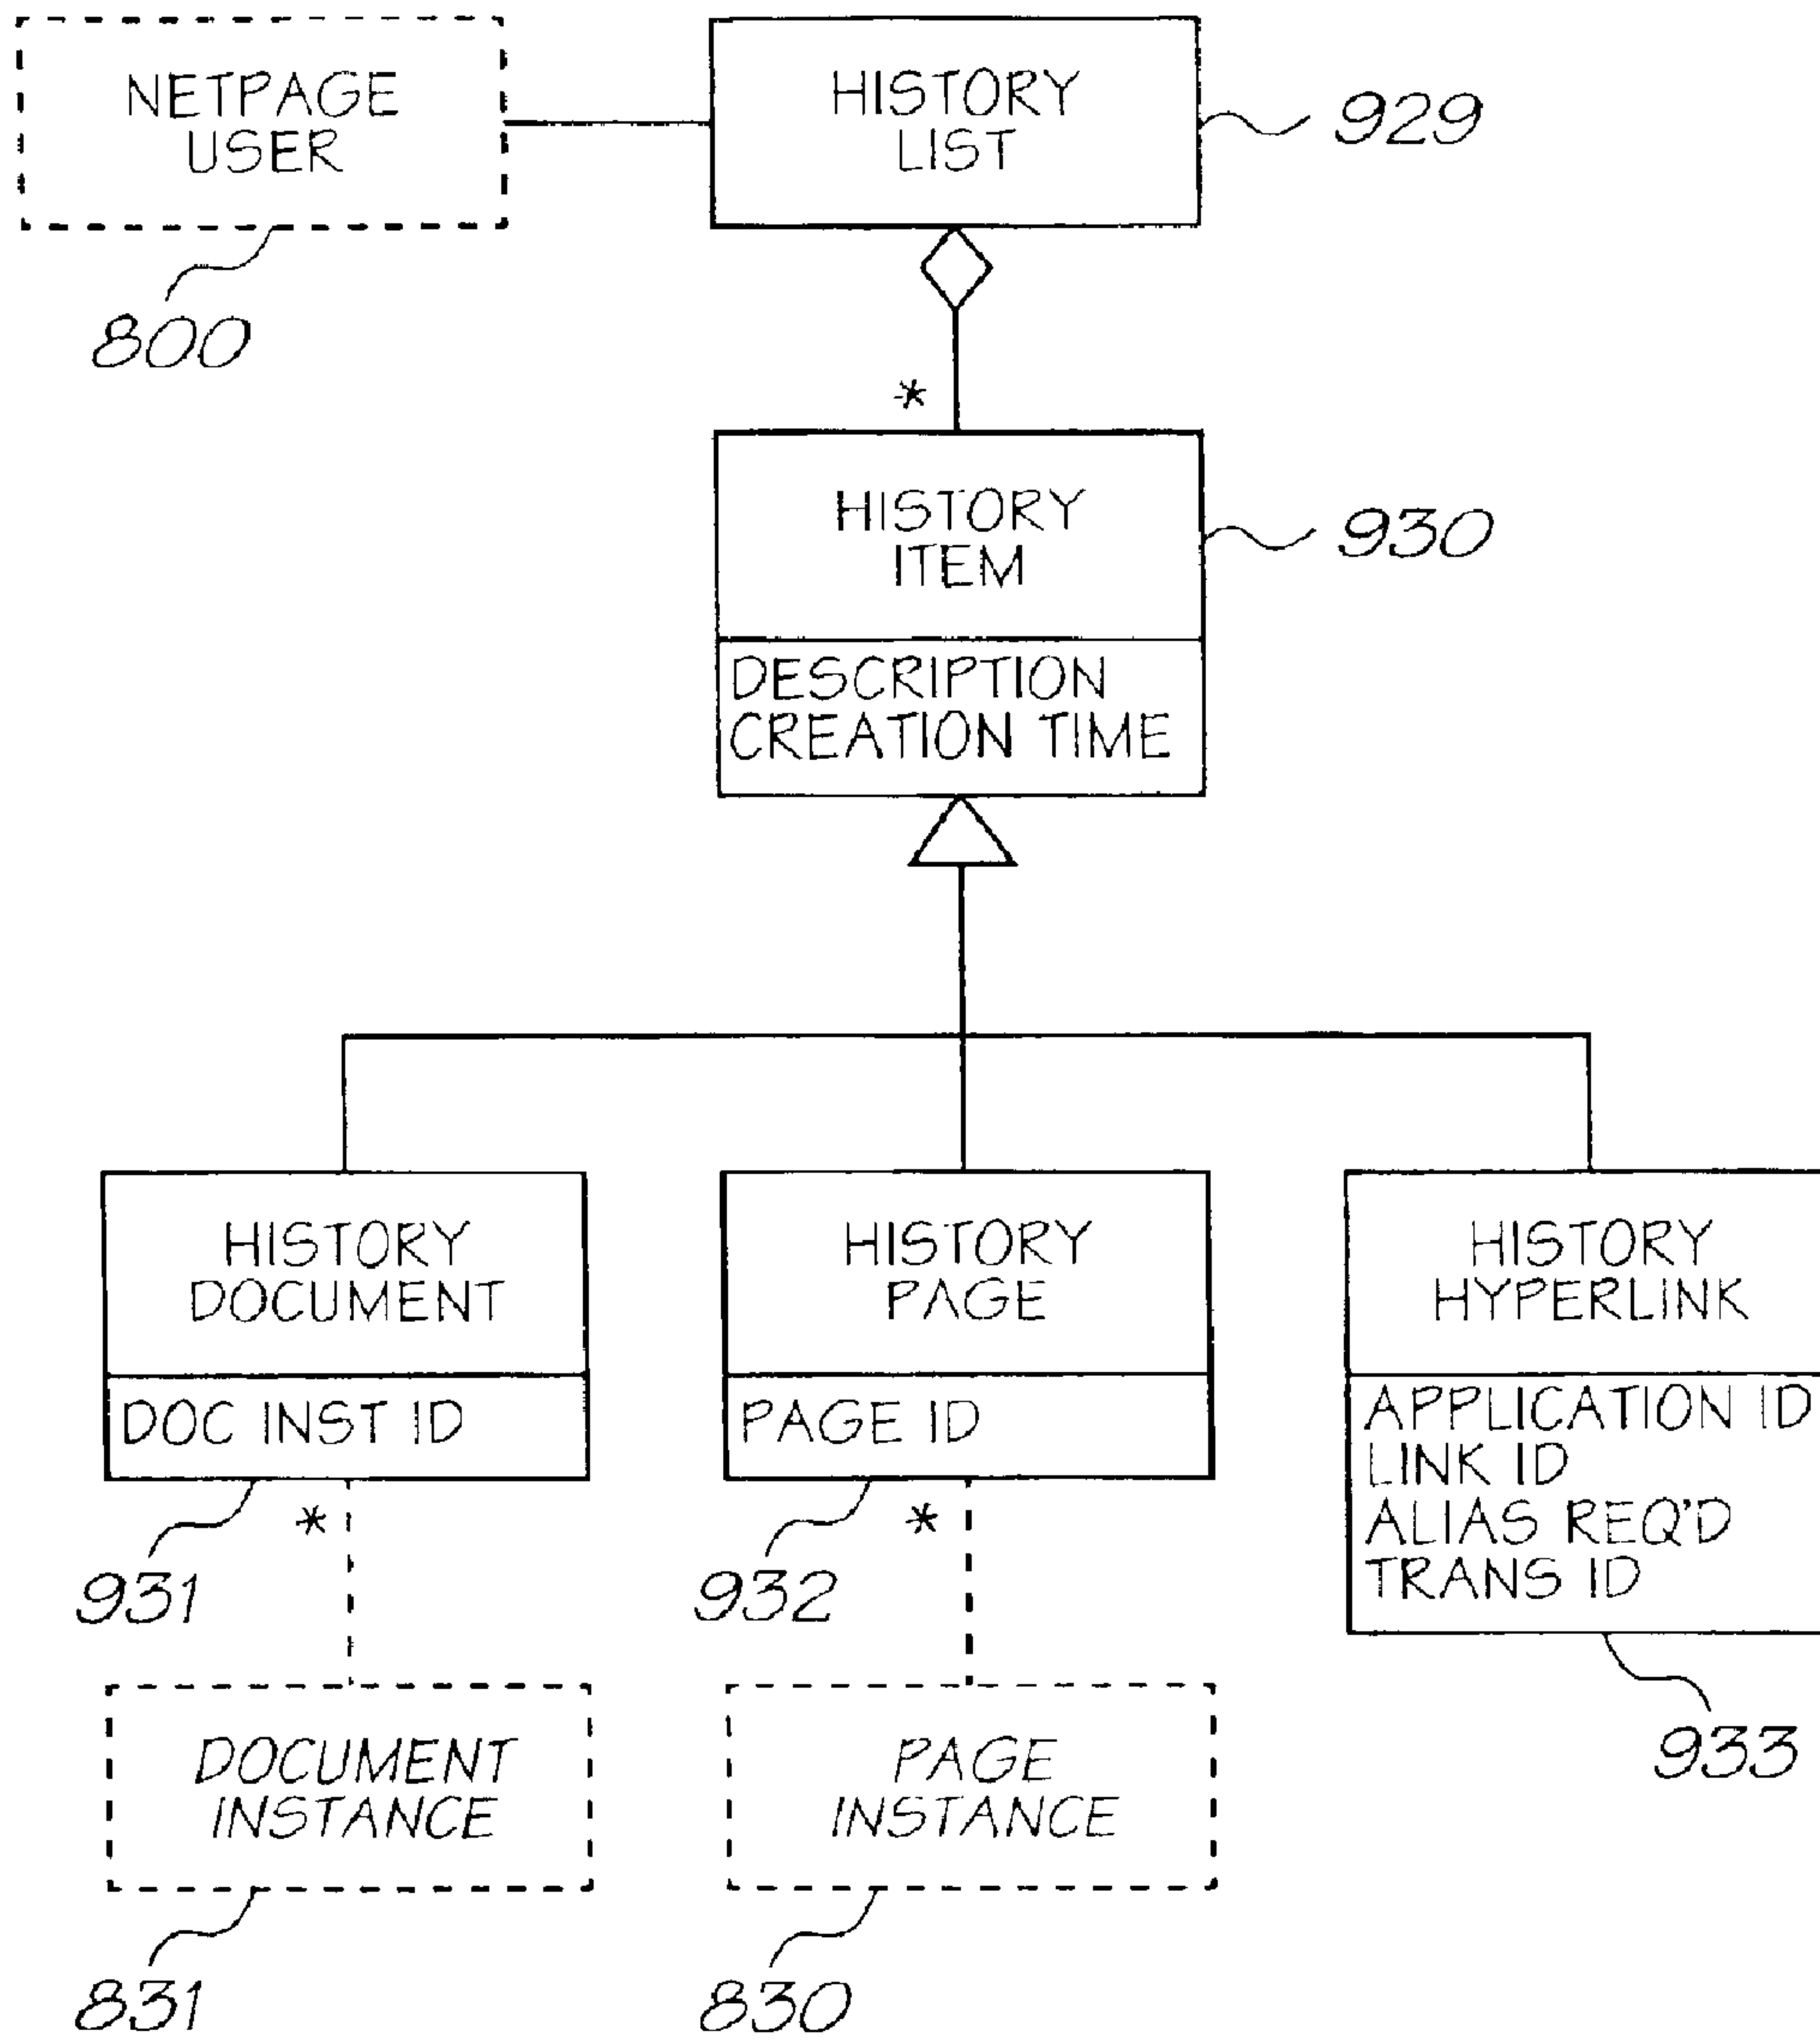 NETPAGE
USER
800
HISTORY
LIST
929
*
HISTORY
ITEM
930
DESCRIPTION
CREATION TIME
HISTORY
DOCUMENT
DOC INST ID
931
*
HISTORY
PAGE
PAGE ID
932
*
HISTORY
HYPERLINK
APPLICATION ID
LINK ID
ALIAS REQ'D
TRANS ID
933
DOCUMENT
INSTANCE
831
PAGE
INSTANCE
830